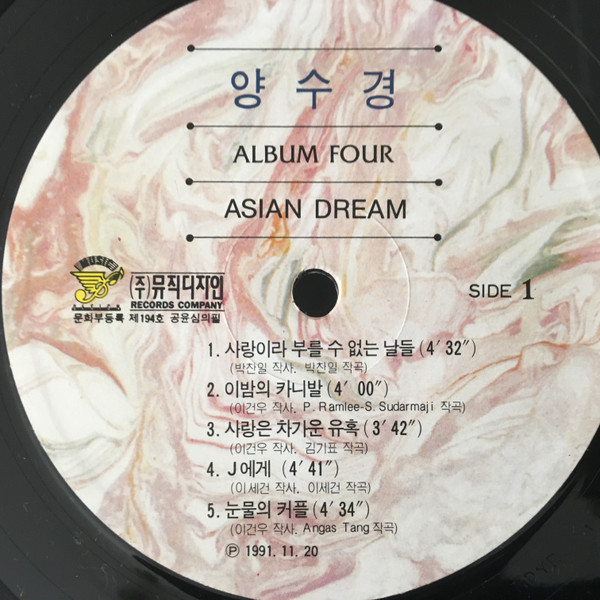 양수경
ALBUM FOUR
ASIAN DREAM
MUSIC
(주)뮤직디자인
RECORDS COMPANY
문화부등록 제194호 공윤심의필
SIDE 1
1. 사랑이라 부를 수 없는 날들 (4′ 32″)
(박찬일 작사, 박찬일 작곡)
2. 이밤의 카니발 (4′ 00″)
(이건우 작사, P. Ramlee-S. Sudarmaji 작곡)
3. 사랑은 차가운 유혹 (3′ 42″)
(이건우 작사, 김기표 작곡)
4. J에게 (4′ 41″)
(이세건 작사, 이세건 작곡)
5. 눈물의 커플 (4′ 34″)
(이건우 작사, Angas Tang 작곡)
Ⓟ 1991. 11. 20